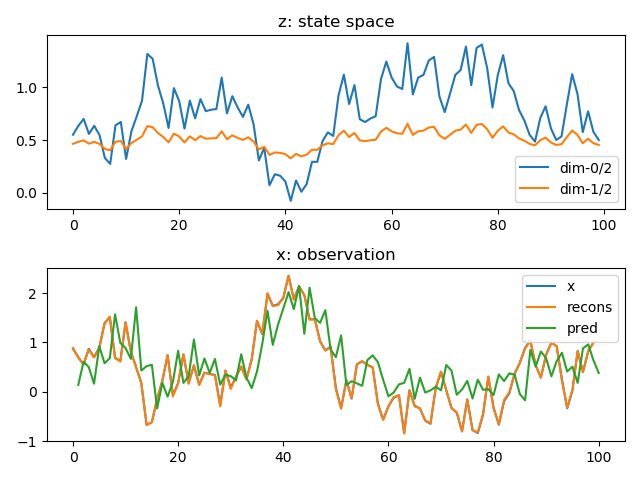 z: state space
1.0
0.5
0.0
dim-0/2
dim-1/2
0 20 40 60 80 100
x: observation
2
1
0
−1
x
recons
pred
0 20 40 60 80 100